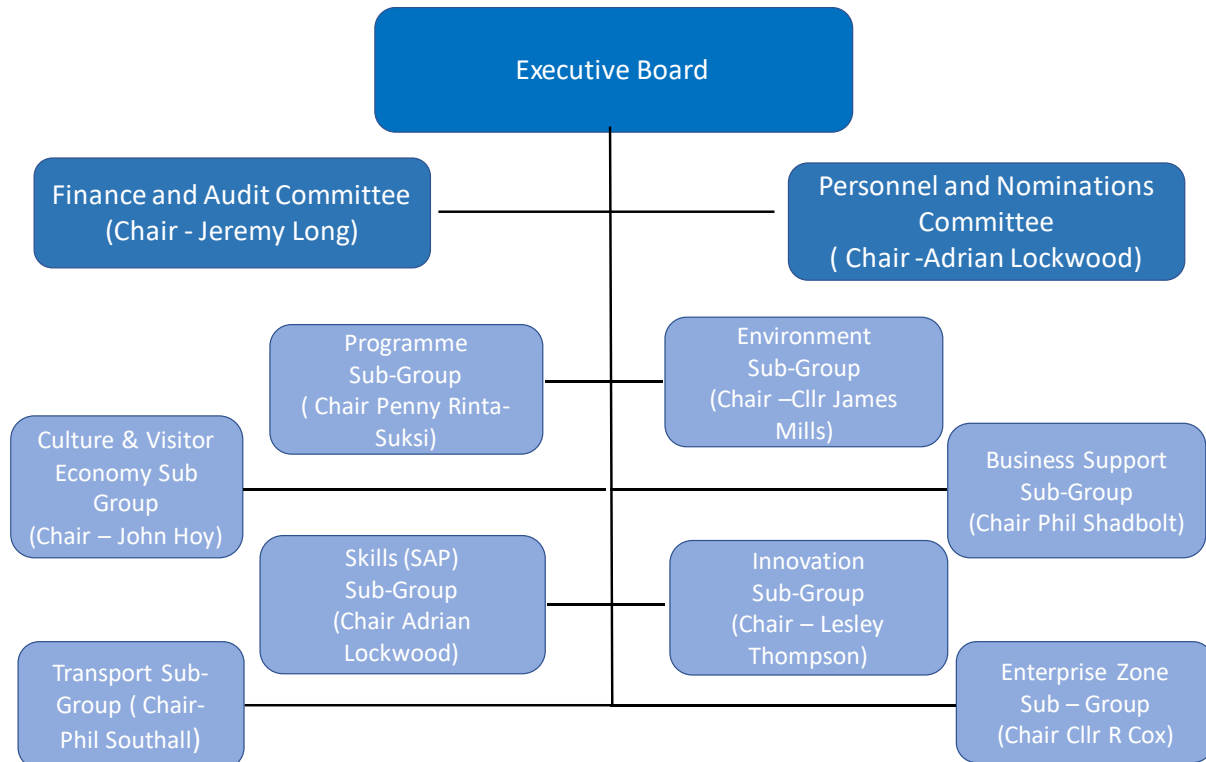 Executive Board
Finance and Audit Committee
(Chair - Jeremy Long)
Personnel and Nominations
Committee
( Chair -Adrian Lockwood)
Programme
Sub-Group
( Chair Penny Rinta-
Suksi)
Environment
Sub-Group
(Chair –Cllr James
Mills)
Culture & Visitor
Economy Sub
Group
(Chair – John Hoy)
Business Support
Sub-Group
(Chair Phil Shadbolt)
Skills (SAP)
Sub-Group
(Chair Adrian
Lockwood)
Innovation
Sub-Group
(Chair – Lesley
Thompson)
Transport Sub-
Group ( Chair-
Phil Southall)
Enterprise Zone
Sub – Group
(Chair Cllr R Cox)